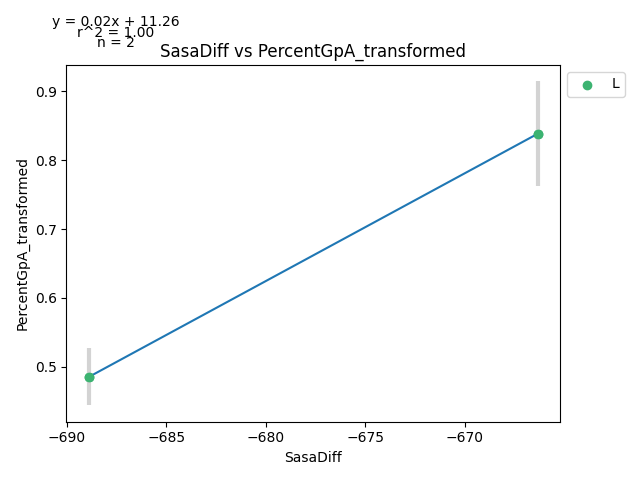 y = 0.02x + 11.26
r^2 = 1.00
n = 2
SasaDiff vs PercentGpA_transformed
L
PercentGpA_transformed
0.9
0.8
0.7
0.6
0.5
−690
−685
−680
−675
−670
SasaDiff